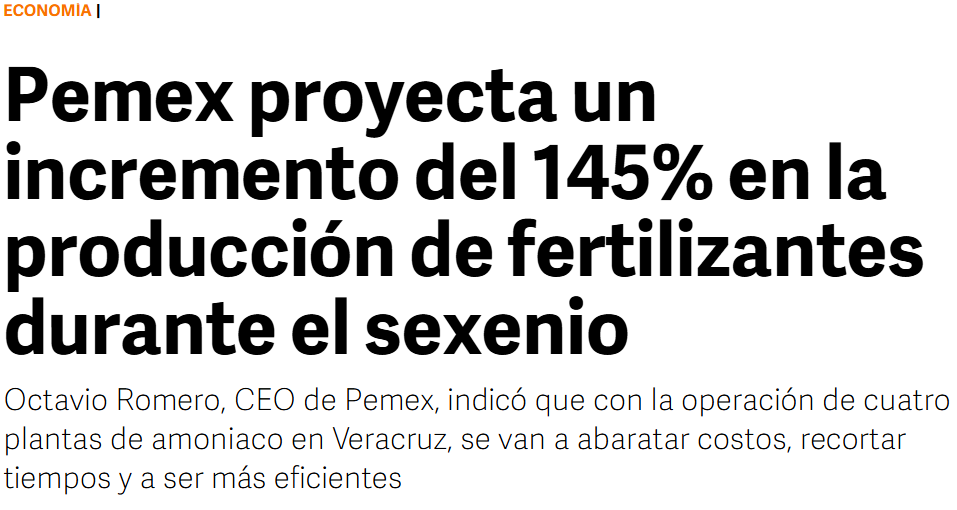 ECONOMÍA |
Pemex proyecta un
incremento del 145% en la
producción de fertilizantes
durante el sexenio
Octavio Romero, CEO de Pemex, indicó que con la operación de cuatro
plantas de amoniaco en Veracruz, se van a abaratar costos, recortar
tiempos y a ser más eficientes